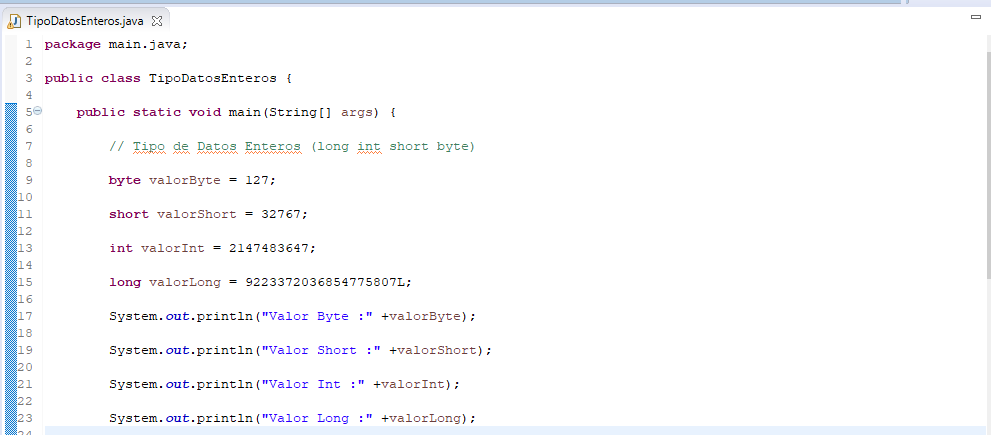 TipoDatosEnteros.java
1 package main.java;
2
3 public class TipoDatosEnteros {
4
5 public static void main(String[] args) {
6
7 // Tipo de Datos Enteros (long int short byte)
8
9 byte valorByte = 127;
10
11 short valorShort = 32767;
12
13 int valorInt = 2147483647;
14
15 long valorLong = 9223372036854775807L;
16
17 System.out.println("Valor Byte :" +valorByte);
18
19 System.out.println("Valor Short :" +valorShort);
20
21 System.out.println("Valor Int :" +valorInt);
22
23 System.out.println("Valor Long :" +valorLong);
24